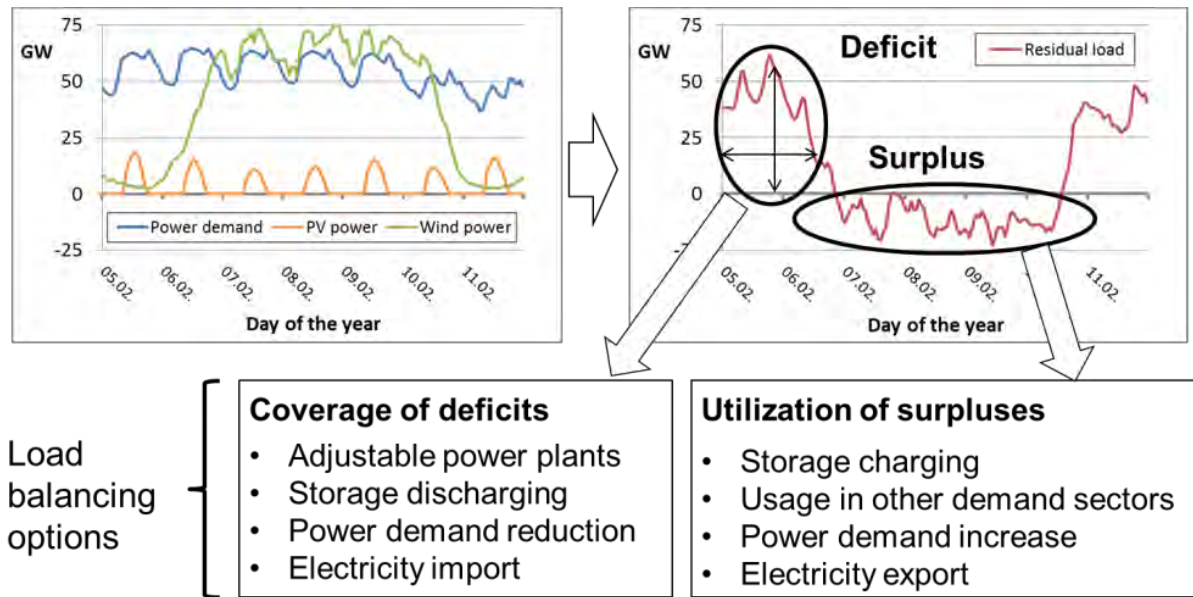 75
GW
50
25
0
-25
Power demand
PV power
Wind power
05.02.
06.02.
07.02.
08.02.
09.02.
10.02.
11.02.
Day of the year
75
GW
50
25
0
-25
Deficit
Residual load
Surplus
05.02.
06.02.
07.02.
08.02.
09.02.
11.02.
Day of the year
Load
balancing
options
Coverage of deficits
• Adjustable power plants
• Storage discharging
• Power demand reduction
• Electricity import
Utilization of surpluses
• Storage charging
• Usage in other demand sectors
• Power demand increase
• Electricity export